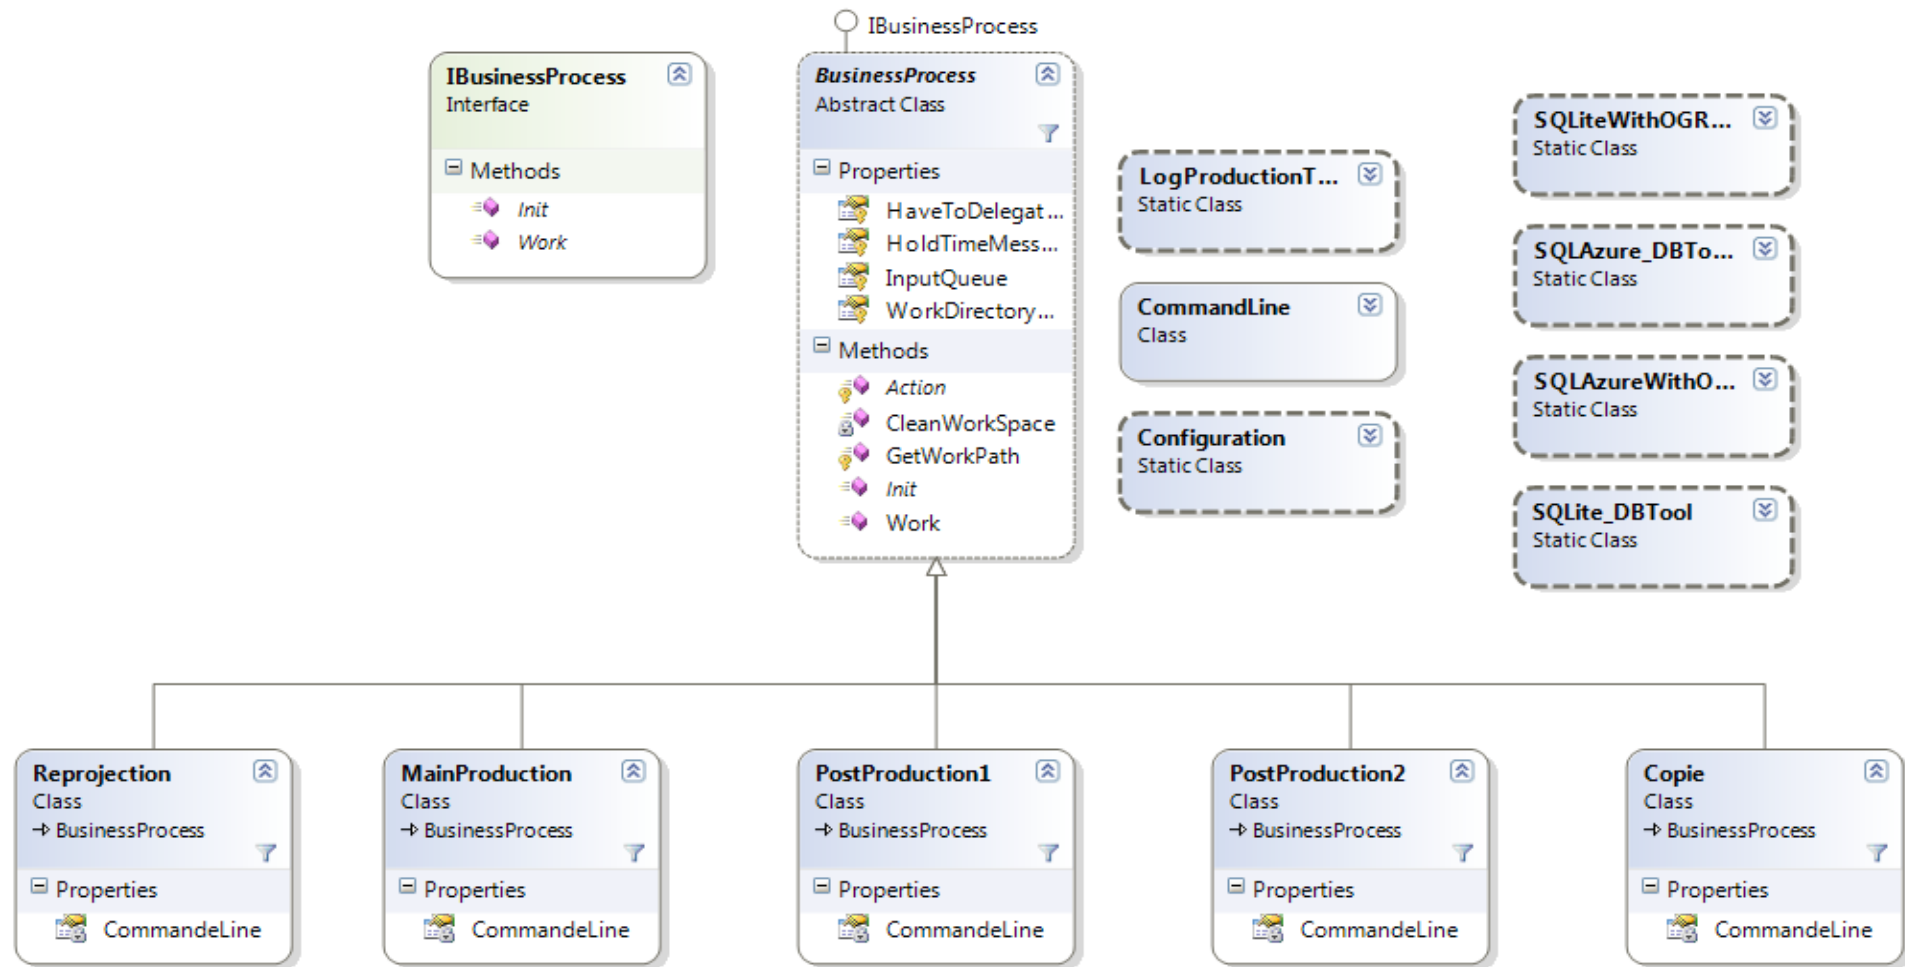 IBusinessProcess
IBusinessProcess
Interface
Methods
Init
Work
BusinessProcess
Abstract Class
Properties
HaveToDelegat...
HoldTimeMess...
InputQueue
WorkDirectory...
Methods
Action
CleanWorkSpace
GetWorkPath
Init
Work
LogProductionT...
Static Class
CommandLine
Class
Configuration
Static Class
SQLiteWithOGR...
Static Class
SQLAzure_DBTo...
Static Class
SQLAzureWithO...
Static Class
SQLite_DBTool
Static Class
Reprojection
Class
BusinessProcess
Properties
CommandeLine
MainProduction
Class
BusinessProcess
Properties
CommandeLine
PostProduction1
Class
BusinessProcess
Properties
CommandeLine
PostProduction2
Class
BusinessProcess
Properties
CommandeLine
Copie
Class
BusinessProcess
Properties
CommandeLine